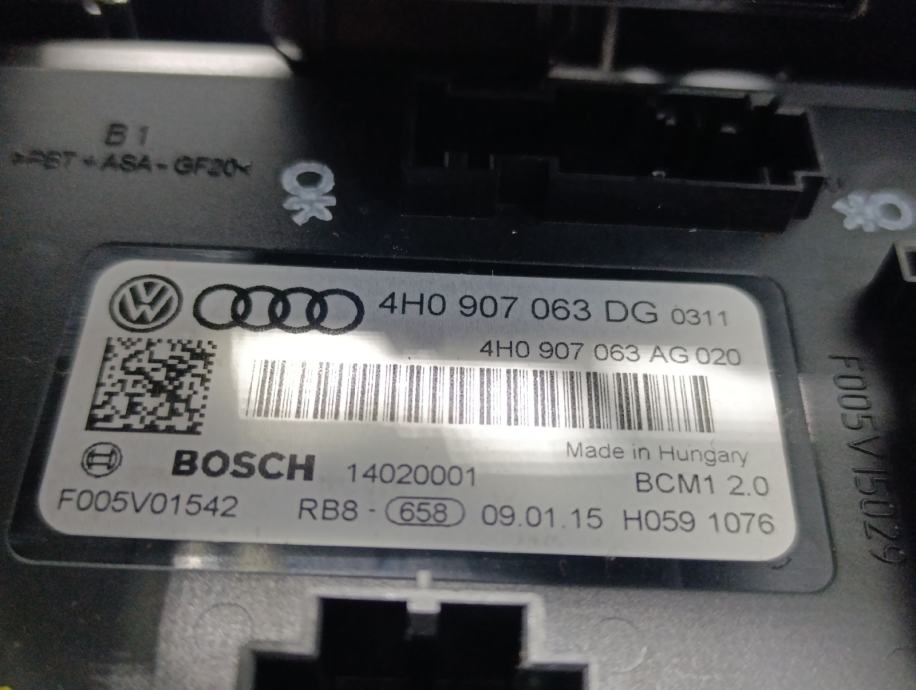 B1
>PBT+ASA-GF20<
4H0 907 063 DG 0311
4H0 907 063 AG 020
Made in Hungary
BOSCH 14020001
BCM1 2.0
F005V01542 RB8 - 658 09.01.15 H059 1076
F005V15029